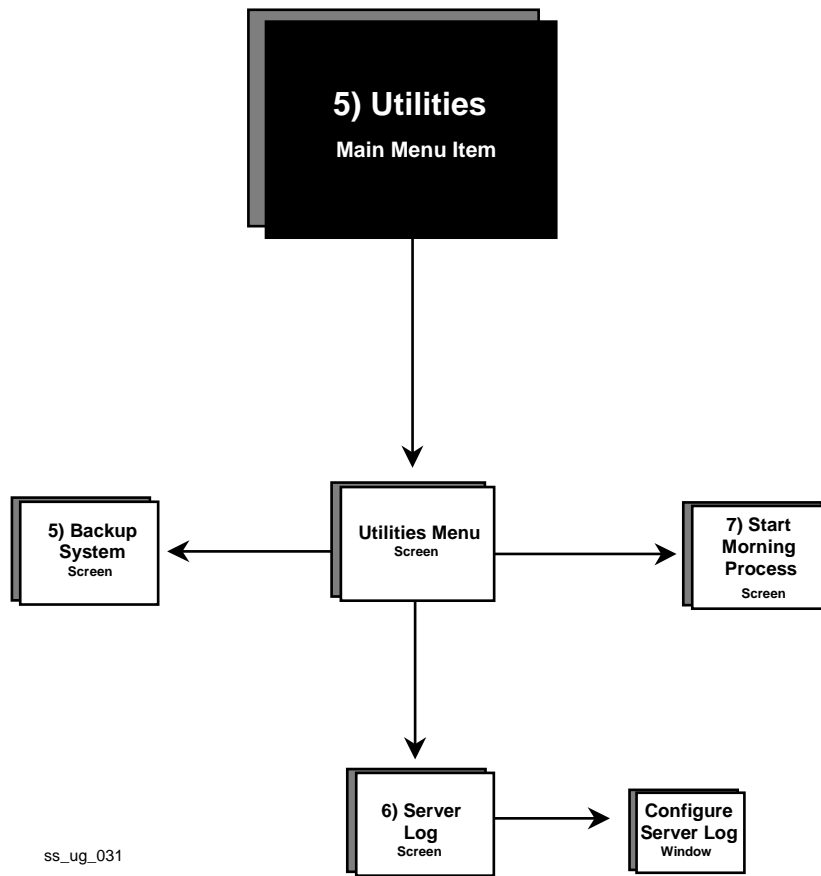 5) Utilities
Main Menu Item
5) Backup
System
Screen
Utilities Menu
Screen
7) Start
Morning
Process
Screen
6) Server
Log
Screen
Configure
Server Log
Window
ss_ug_031